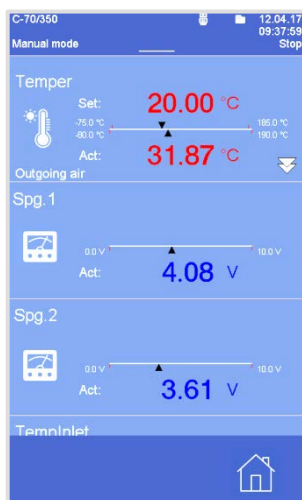 C-70/350 12.04.17
09:37:59
Manual mode Stop
Temper
Set: 20.00 °C
-75.0 °C 185.0 °C
-80.0 °C 190.0 °C
Act: 31.87 °C
Outgoing air
Spg.1
0.0 V 10.0 V
Act: 4.08 V
Spg.2
0.0 V 10.0 V
Act: 3.61 V
TempInlet